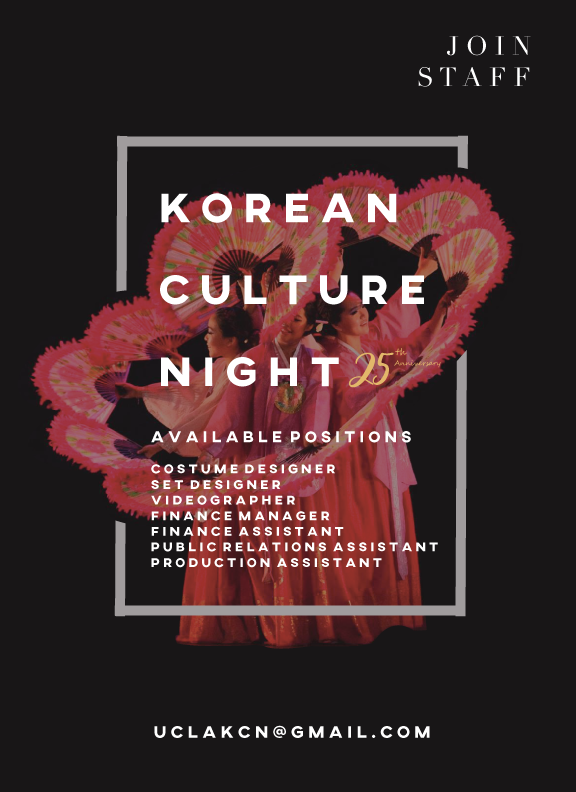 JOIN
STAFF
KOREAN
CULTURE
NIGHT 25th Anniversary
AVAILABLE POSITIONS
COSTUME DESIGNER
SET DESIGNER
VIDEOGRAPHER
FINANCE MANAGER
FINANCE ASSISTANT
PUBLIC RELATIONS ASSISTANT
PRODUCTION ASSISTANT
UCLAKCN@GMAIL.COM